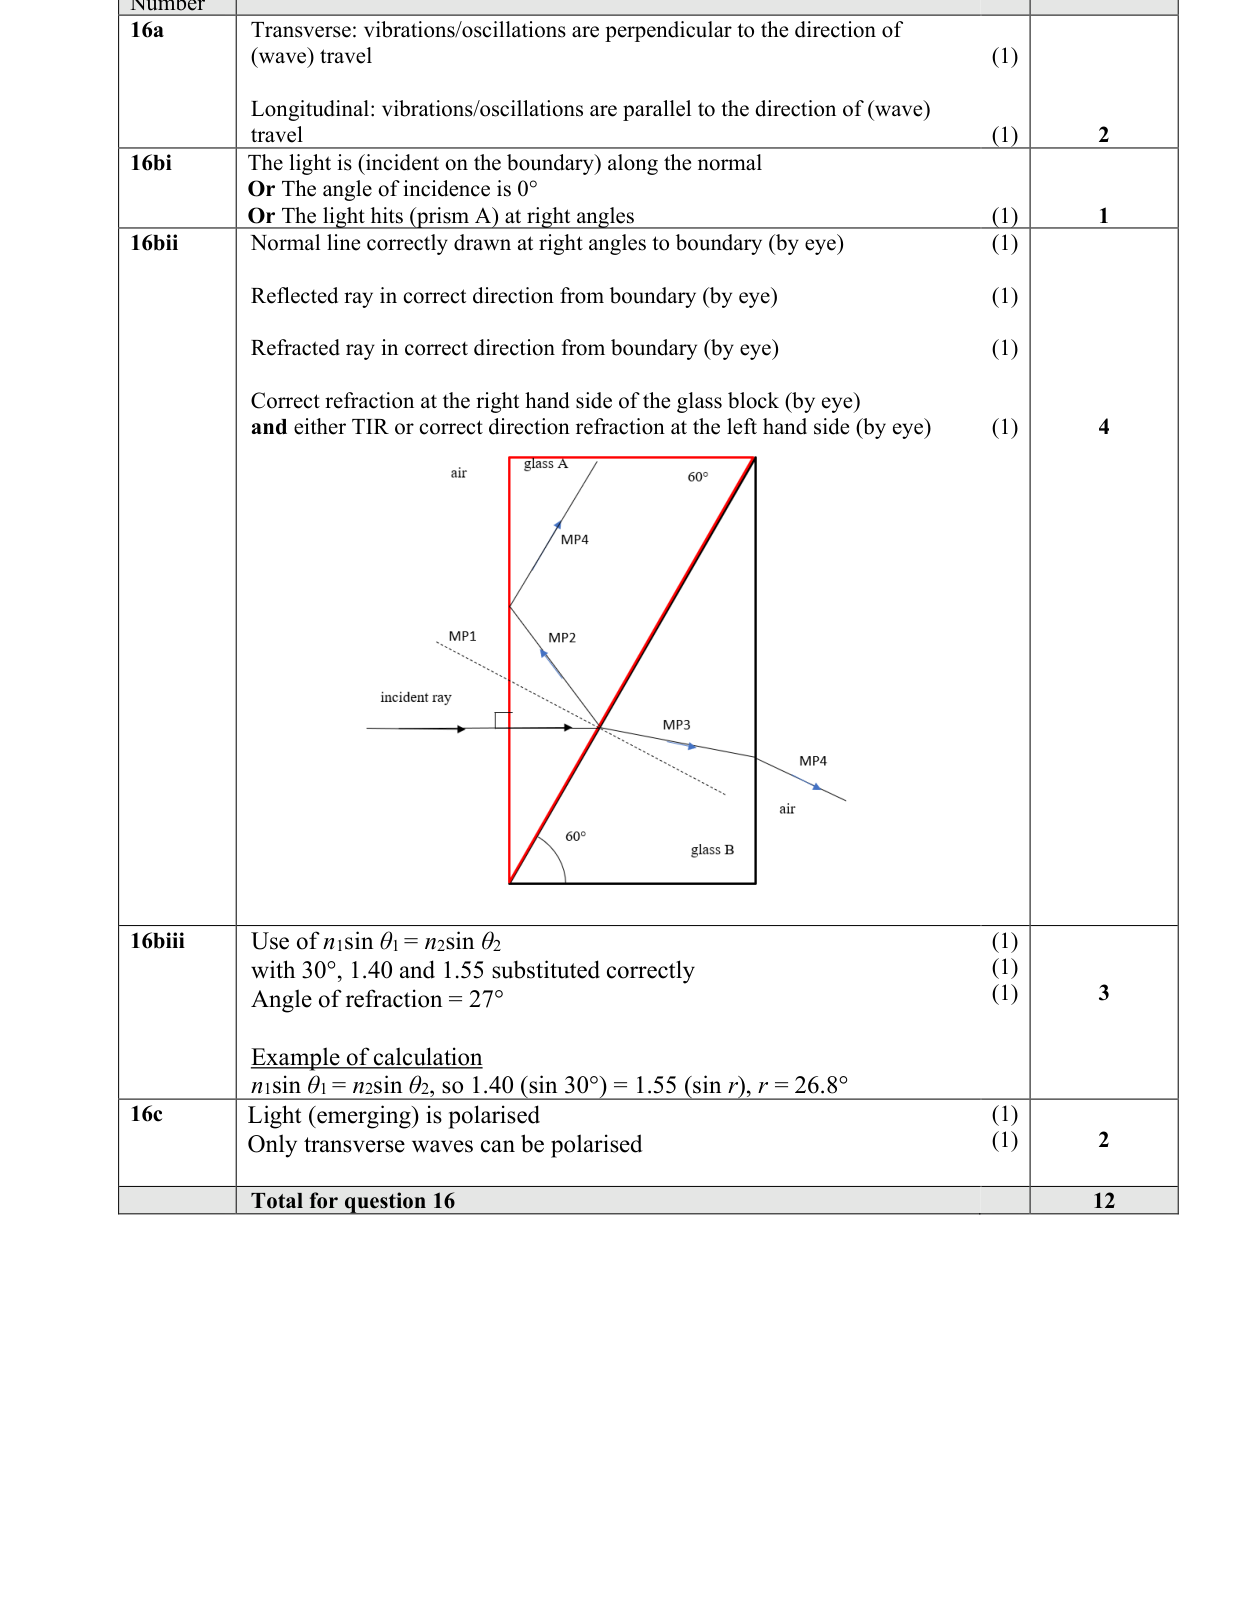 Number
16a
Transverse: vibrations/oscillations are perpendicular to the direction of
(wave) travel (1)
Longitudinal: vibrations/oscillations are parallel to the direction of (wave)
travel (1) 2
16bi
The light is (incident on the boundary) along the normal
Or The angle of incidence is 0°
Or The light hits (prism A) at right angles (1) 1
16bii
Normal line correctly drawn at right angles to boundary (by eye) (1)
Reflected ray in correct direction from boundary (by eye) (1)
Refracted ray in correct direction from boundary (by eye) (1)
Correct refraction at the right hand side of the glass block (by eye)
and either TIR or correct direction refraction at the left hand side (by eye) (1) 4
air
glass A
60°
MP4
MP1
MP2
incident ray
MP3
MP4
air
60°
glass B
16biii
Use of n₁sin θ₁ = n₂sin θ₂ (1)
with 30°, 1.40 and 1.55 substituted correctly (1)
Angle of refraction = 27° (1) 3
Example of calculation
n₁sin θ₁ = n₂sin θ₂, so 1.40 (sin 30°) = 1.55 (sin r), r = 26.8°
16c
Light (emerging) is polarised (1)
Only transverse waves can be polarised (1) 2
Total for question 16 12